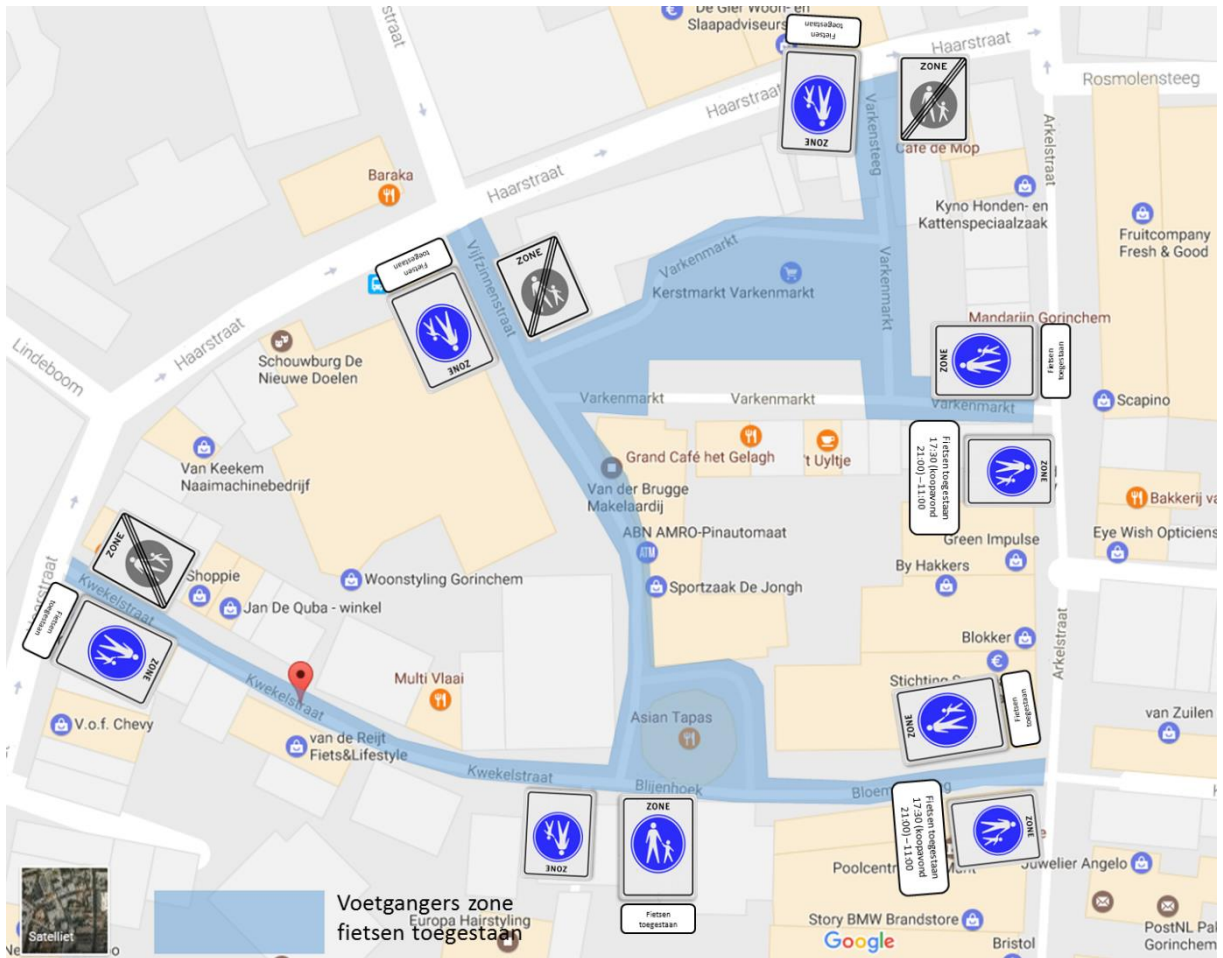 De Gier Woon- en
Slaapadviseurs
Fietsen
toegestaan
Haarstraat
ZONE
Rosmolensteeg
Haarstraat
ZONE
Varkensteeg
Café de Mop
Arkelstraat
Baraka
Haarstraat
Kyno Honden- en
Kattenspeciaalzaak
Fruitcompany
Fresh & Good
Vijfzinnenstraat
ZONE
Fietsen
toegestaan
ZONE
Varkenmarkt
Kerstmarkt Varkenmarkt
Varkenmarkt
Mandarijn Gorinchem
ZONE
Fietsen
toegestaan
Haarstraat
Lindeboom
Schouwburg De
Nieuwe Doelen
Varkenmarkt
Varkenmarkt
Varkenmarkt
Scapino
Van Keekem
Naaimachinebedrijf
Grand Café het Gelagh
't Uyltje
Fietsen toegestaan
17:30 (koopavond
21:00) – 11:00
ZONE
Van der Brugge
Makelaardij
Bakkerij va
ABN AMRO-Pinautomaat
ATM
Green Impulse
Eye Wish Opticiens
ZONE
Shoppie
Woonstyling Gorinchem
Sportzaak De Jongh
By Hakkers
Kwekelstraat
Jan De Quba - winkel
Fietsen
toegestaan
ZONE
Blokker
Arkelstraat
Multi Vlaai
Kwekelstraat
Asian Tapas
ZONE
Fietsen
toegestaan
van Zuilen
V.o.f. Chevy
van de Reijt
Fiets&Lifestyle
Kwekelstraat
Blijenhoek
ZONE
ZONE
Fietsen toegestaan
17:30 (koopavond
21:00) – 11:00
ZONE
Juwelier Angelo
Fietsen
toegestaan
Story BMW Brandstore
Europa Hairstyling
Voetgangers zone
fietsen toegestaan
Satelliet
Google
Bristol
PostNL Pa
Gorinchem